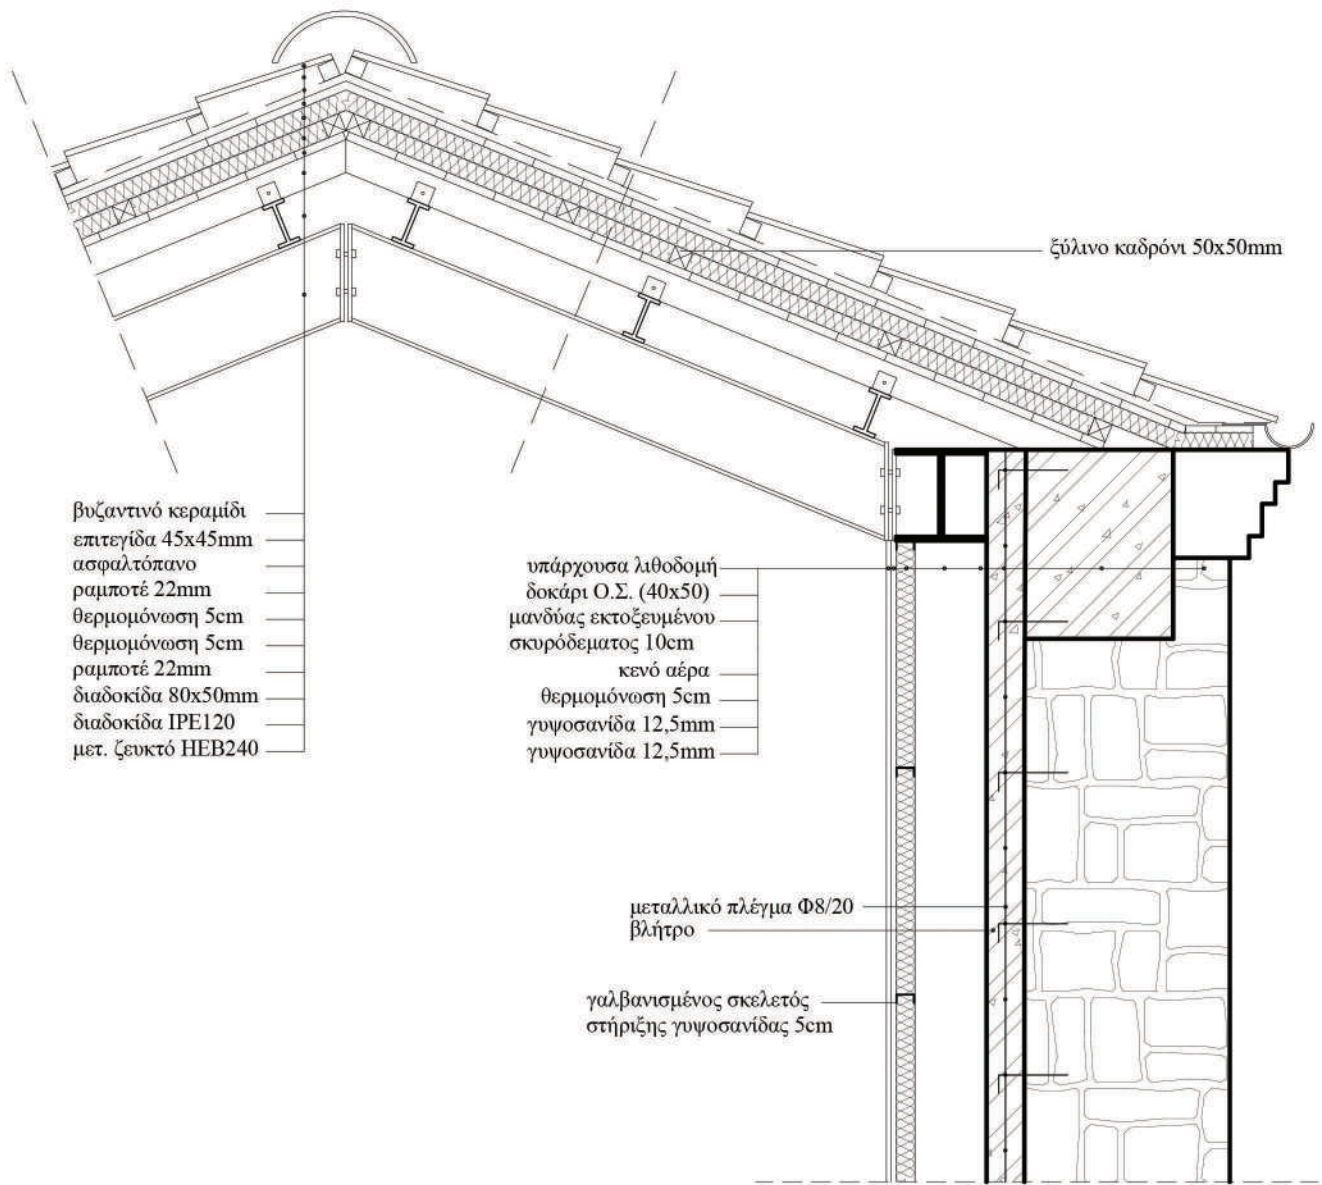 ξύλινο καδρόνι 50x50mm
βυζαντινό κεραμίδι
επιτεγίδα 45x45mm
ασφαλτόπανο
ραμποτέ 22mm
θερμομόνωση 5cm
θερμομόνωση 5cm
ραμποτέ 22mm
διαδοκίδα 80x50mm
διαδοκίδα IPE120
μετ. ζευκτό HEB240
υπάρχουσα λιθοδομή
δοκάρι Ο.Σ. (40x50)
μανδύας εκτοξευμένου
σκυρόδεματος 10cm
κενό αέρα
θερμομόνωση 5cm
γυψοσανίδα 12,5mm
γυψοσανίδα 12,5mm
μεταλλικό πλέγμα Φ8/20
βλήτρο
γαλβανισμένος σκελετός
στήριξης γυψοσανίδας 5cm